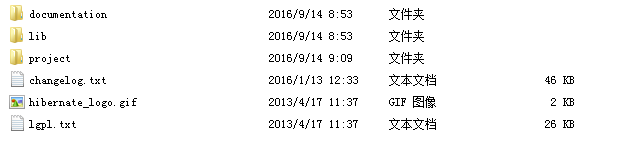 documentation 2016/9/14 8:53 文件夹
lib 2016/9/14 8:53 文件夹
project 2016/9/14 9:09 文件夹
changelog.txt 2016/1/13 12:33 文本文档 46 KB
hibernate_logo.gif 2013/4/17 11:37 GIF 图像 2 KB
lgpl.txt 2013/4/17 11:37 文本文档 26 KB